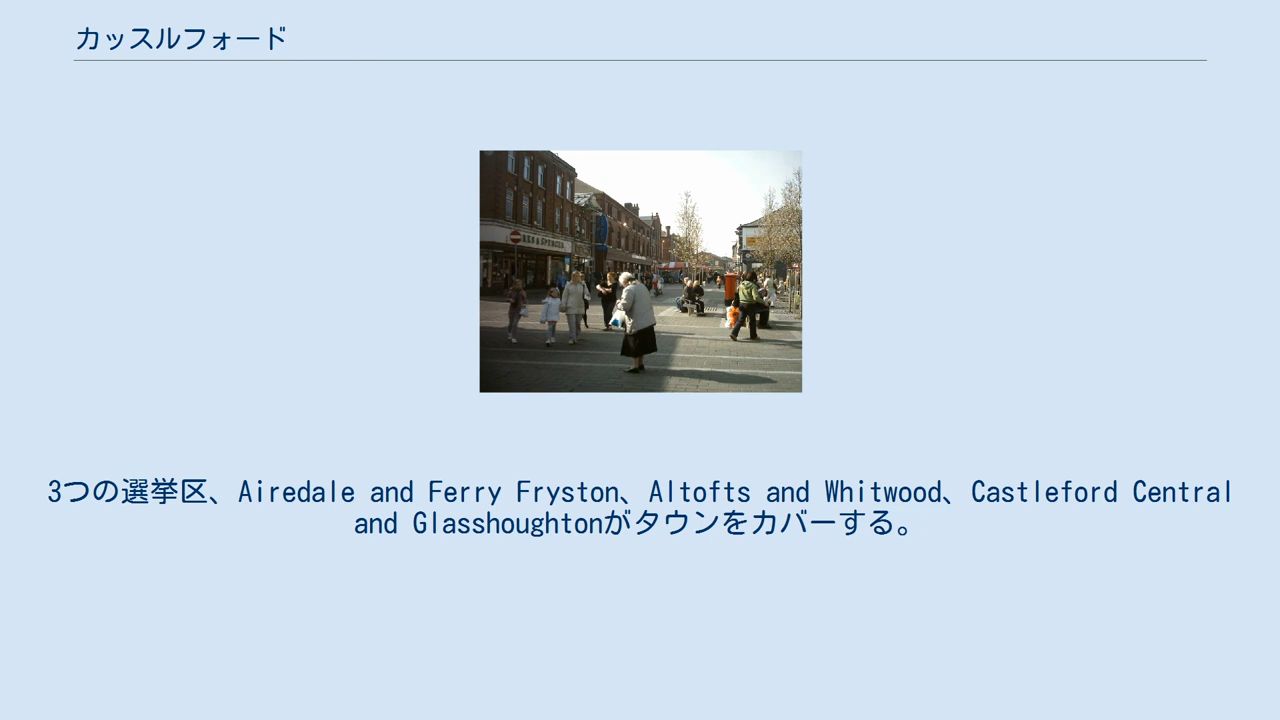 カッスルフォード
3つの選挙区、Airedale and Ferry Fryston、Altofts and Whitwood、Castleford Central
and Glasshoughtonがタウンをカバーする。